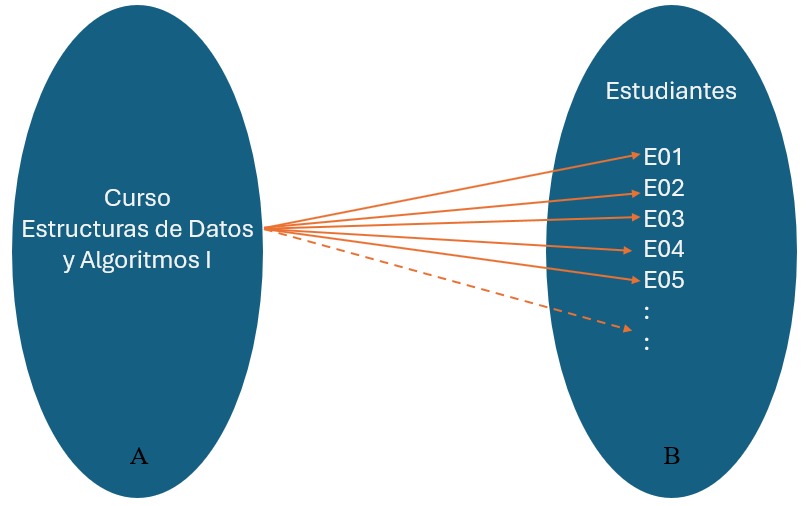 Curso
Estructuras de Datos
y Algoritmos I
A
Estudiantes
E01
E02
E03
E04
E05
:
:
B